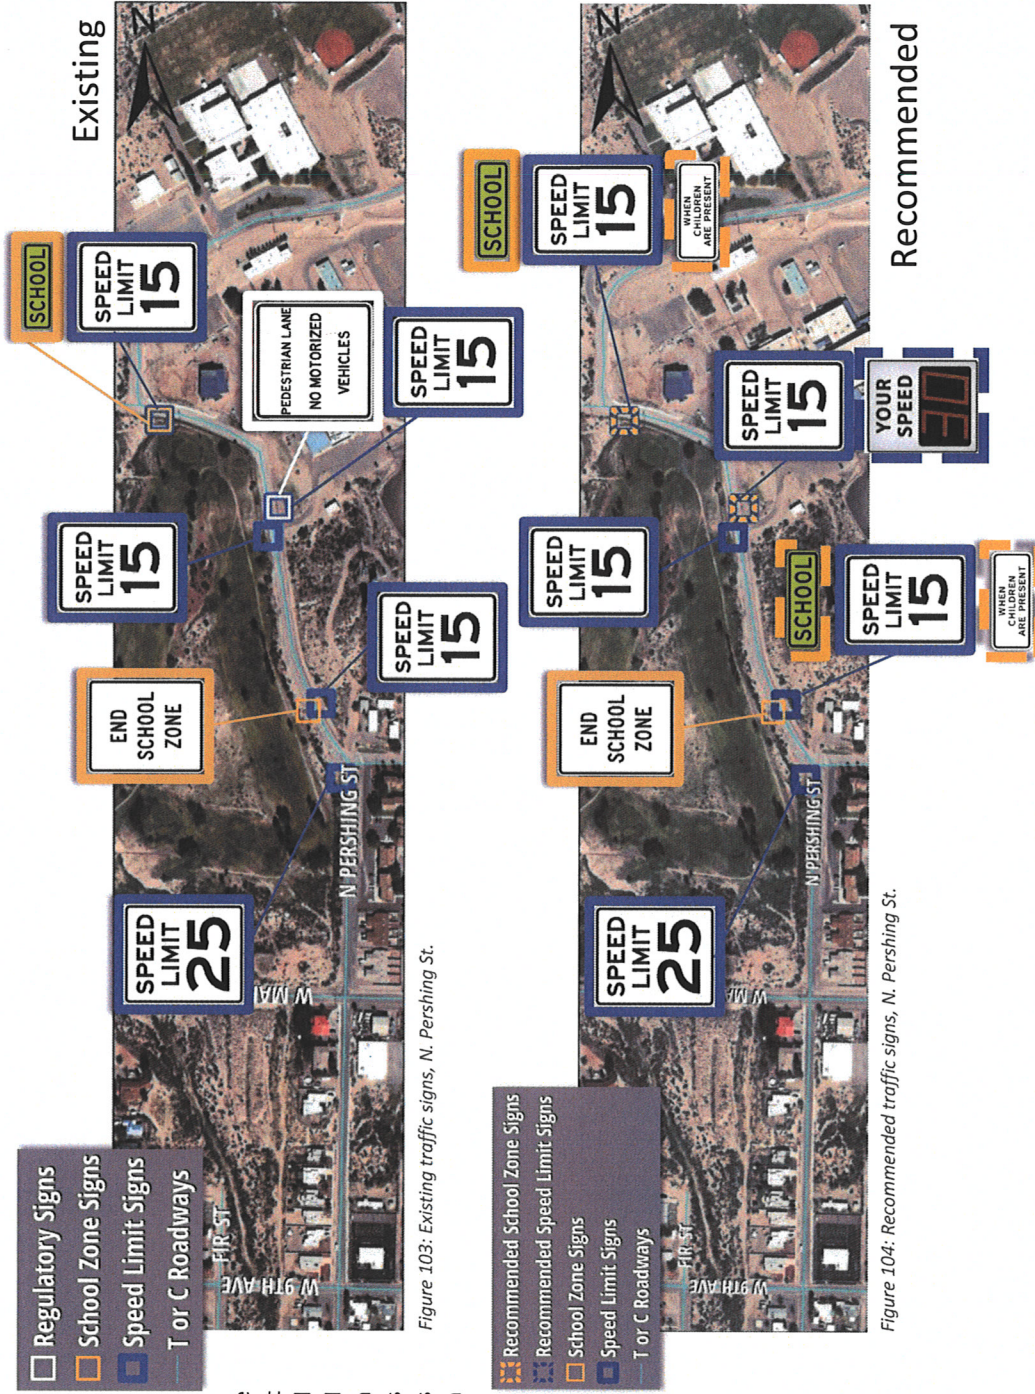 Existing
N
SCHOOL
SPEED
LIMIT
15
PEDESTRIAN LANE
NO MOTORIZED
VEHICLES
SPEED
LIMIT
15
SPEED
LIMIT
15
SPEED
LIMIT
15
END
SCHOOL
ZONE
SPEED
LIMIT
25
N PERSHING ST
W MAI
FIR ST
W 9TH AVE
Regulatory Signs
School Zone Signs
Speed Limit Signs
T or C Roadways
Figure 103: Existing traffic signs, N. Pershing St.
Recommended
N
SCHOOL
SPEED
LIMIT
15
WHEN
CHILDREN
ARE PRESENT
SPEED
LIMIT
15
YOUR
SPEED
30
SPEED
LIMIT
15
SCHOOL
SPEED
LIMIT
15
WHEN
CHILDREN
ARE PRESENT
END
SCHOOL
ZONE
SPEED
LIMIT
25
N PERSHING ST
W MA
FIR ST
W 9TH AVE
Recommended School Zone Signs
Recommended Speed Limit Signs
School Zone Signs
Speed Limit Signs
T or C Roadways
Figure 104: Recommended traffic signs, N. Pershing St.